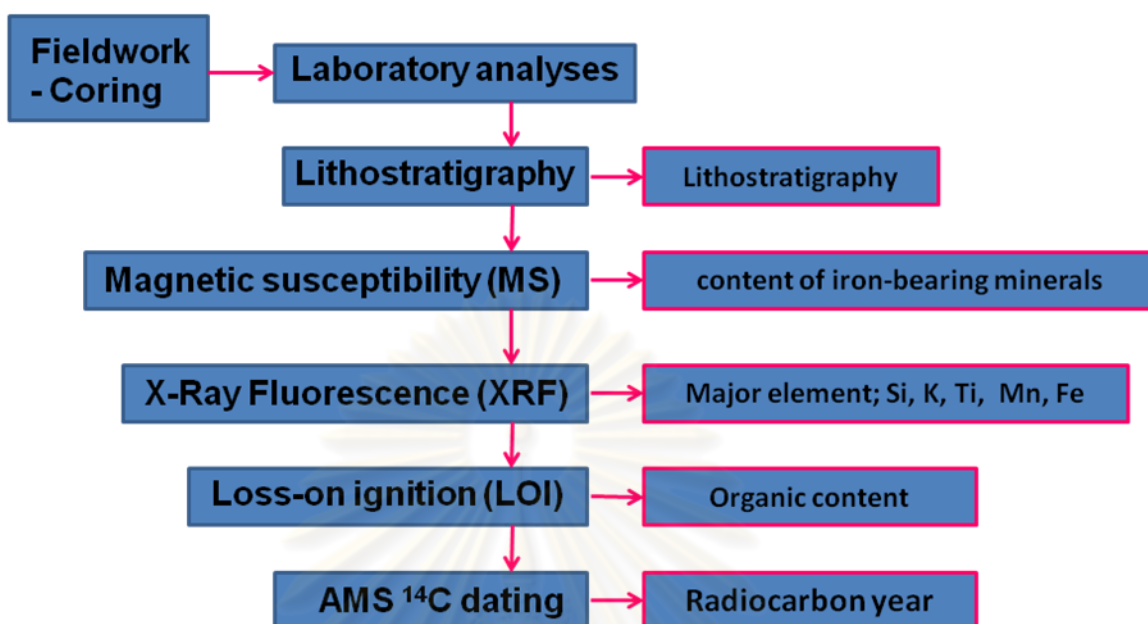 Fieldwork
- Coring
Laboratory analyses
Lithostratigraphy
Lithostratigraphy
Magnetic susceptibility (MS)
content of iron-bearing minerals
X-Ray Fluorescence (XRF)
Major element; Si, K, Ti, Mn, Fe
Loss-on ignition (LOI)
Organic content
AMS ¹⁴C dating
Radiocarbon year